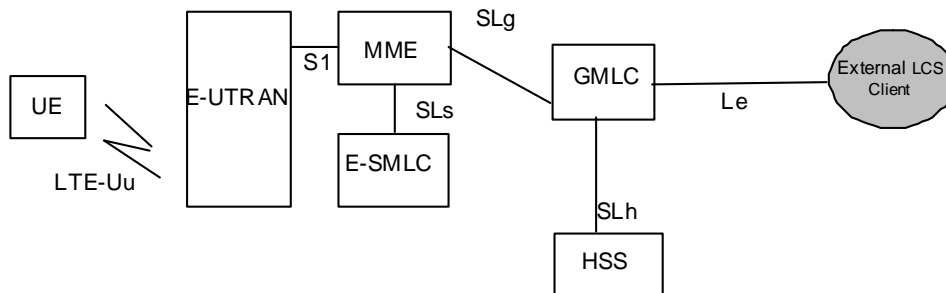 SLg
MME
S1
GMLC
External LCS
Client
E-UTRAN
UE
Le
SLs
E-SMLC
LTE-Uu
SLh
HSS